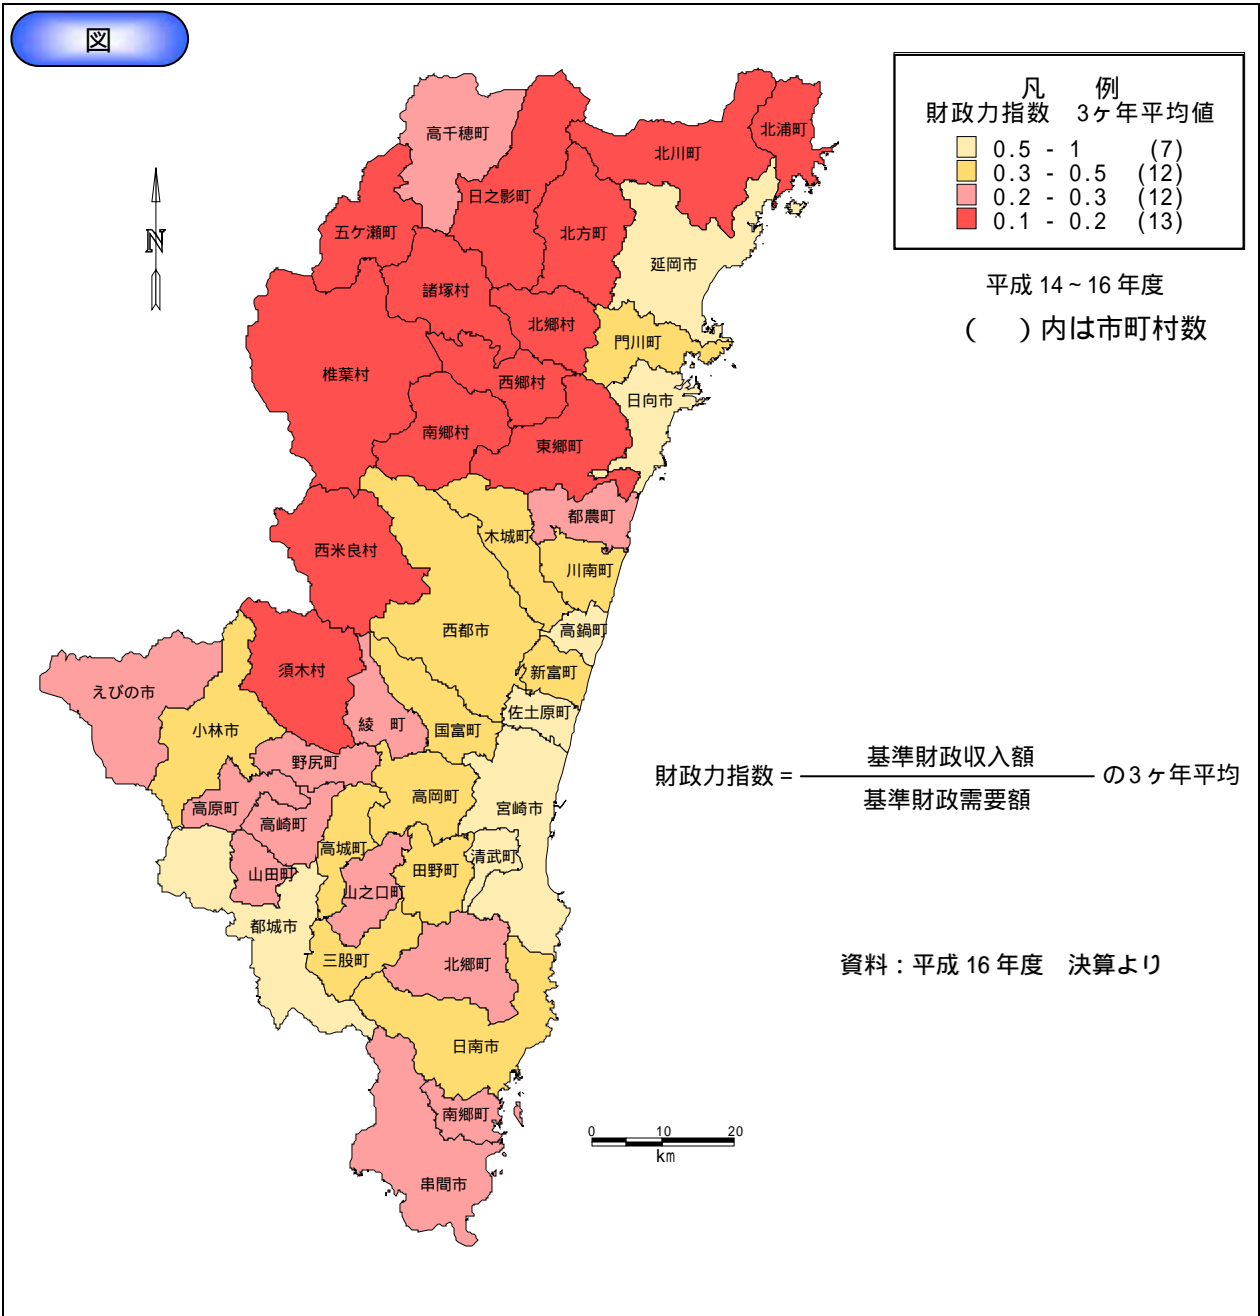 図
凡 例
財政力指数 3ヶ年平均値
0.5 - 1 (7)
0.3 - 0.5 (12)
0.2 - 0.3 (12)
0.1 - 0.2 (13)
平成 14 ~ 16 年度
( ) 内は市町村数
N
高千穂町
北浦町
北川町
日之影町
五ケ瀬町
北方町
延岡市
諸塚村
北郷村
門川町
椎葉村
西郷村
日向市
南郷村
東郷町
都農町
木城町
西米良村
川南町
西都市
高鍋町
須木村
新富町
えびの市
佐土原町
小林市
綾 町
国富町
野尻町
高岡町
高原町
宮崎市
高崎町
高城町
清武町
山田町
田野町
山之口町
都城市
三股町
北郷町
日南市
南郷町
串間市
財政力指数 = 基準財政収入額 の3ヶ年平均
基準財政需要額
資料 : 平成 16 年度 決算より
0 10 20
km